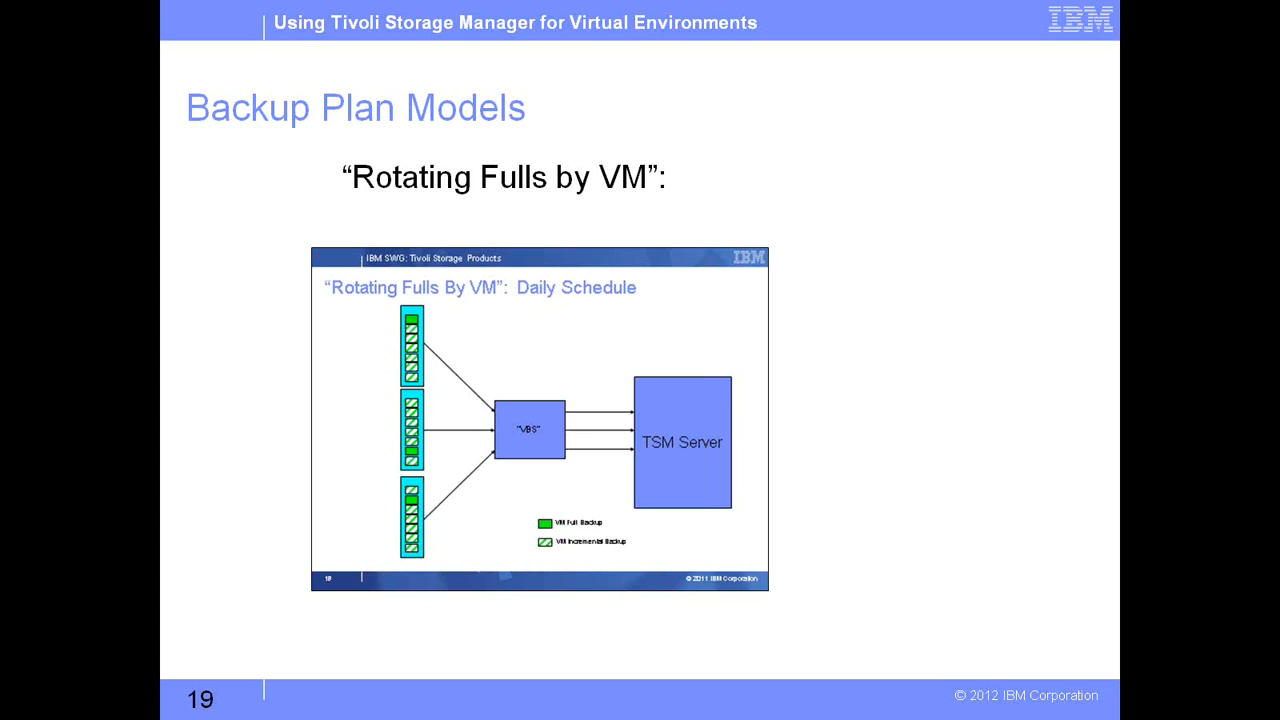 Using Tivoli Storage Manager for Virtual Environments
IBM
Backup Plan Models
“Rotating Fulls by VM”:
IBM SWG: Tivoli Storage Products
IBM
“Rotating Fulls By VM”: Daily Schedule
"VBS"
TSM Server
VM Full Backup
VM Incremental Backup
© 2011 IBM Corporation
19
© 2012 IBM Corporation